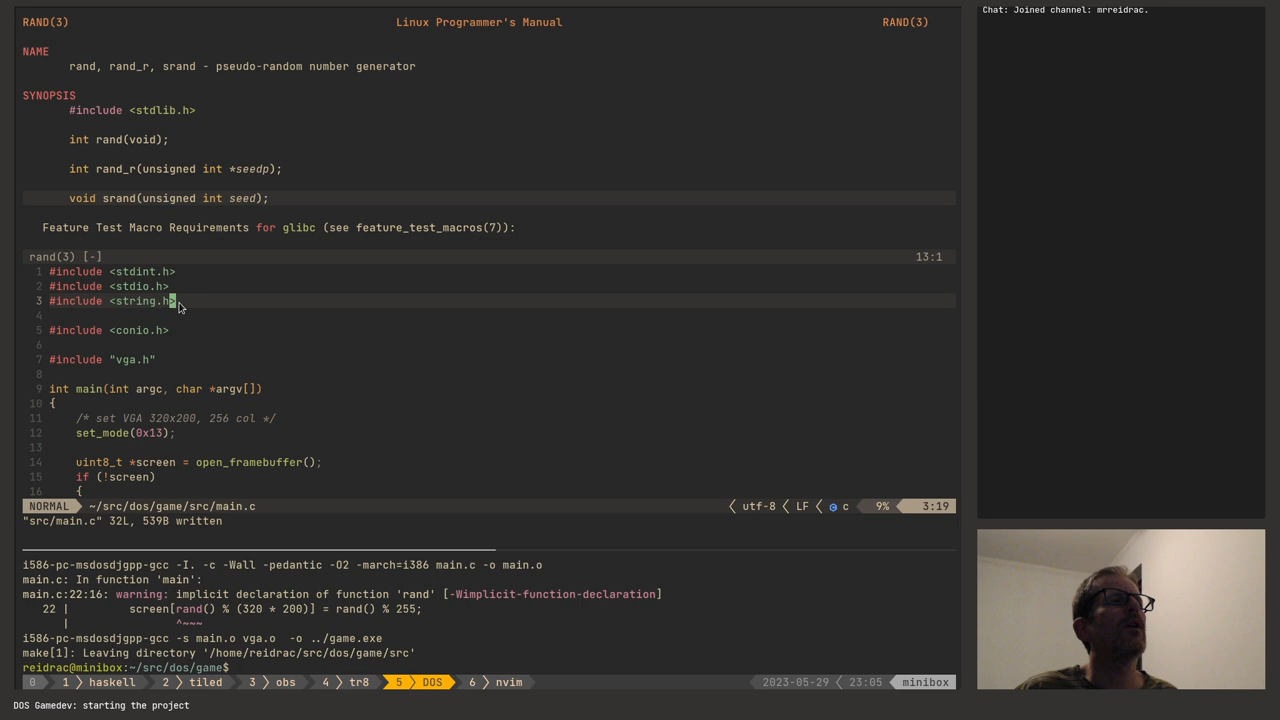 RAND(3) Linux Programmer's Manual RAND(3)
NAME
rand, rand_r, srand - pseudo-random number generator
SYNOPSIS
#include <stdlib.h>
int rand(void);
int rand_r(unsigned int *seedp);
void srand(unsigned int seed);
Feature Test Macro Requirements for glibc (see feature_test_macros(7)):
rand(3) [-] 13:1
1 #include <stdint.h>
2 #include <stdio.h>
3 #include <string.h>
4
5 #include <conio.h>
6
7 #include "vga.h"
8
9 int main(int argc, char *argv[])
10 {
11 /* set VGA 320x200, 256 col */
12 set_mode(0x13);
13
14 uint8_t *screen = open_framebuffer();
15 if (!screen)
16 {
NORMAL ~/src/dos/game/src/main.c utf-8 LF c 9% 3:19
"src/main.c" 32L, 539B written
i586-pc-msdosdjgpp-gcc -I. -c -Wall -pedantic -O2 -march=i386 main.c -o main.o
main.c: In function 'main':
main.c:22:16: warning: implicit declaration of function 'rand' [-Wimplicit-function-declaration]
22 | screen[rand() % (320 * 200)] = rand() % 255;
| ^~~~
i586-pc-msdosdjgpp-gcc -s main.o vga.o -o ../game.exe
make[1]: Leaving directory '/home/reidrac/src/dos/game/src'
reidrac@minibox:~/src/dos/game$
0 1 haskell 2 tiled 3 obs 4 tr8 5 DOS 6 nvim 2023-05-29 23:05 minibox
DOS Gamedev: starting the project
Chat: Joined channel: mrreidrac.